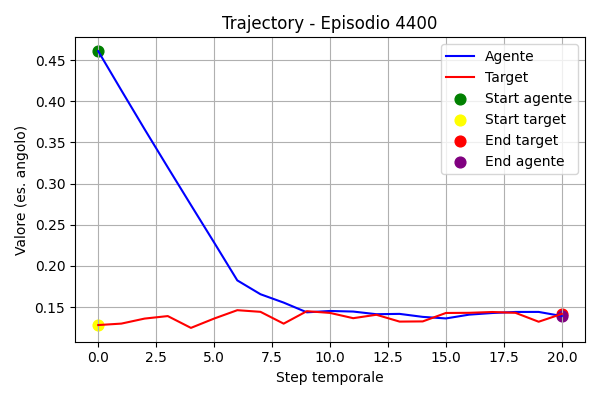 Trajectory - Episodio 4400
Agente
Target
Start agente
Start target
End target
End agente
Valore (es. angolo)
0.45
0.40
0.35
0.30
0.25
0.20
0.15
0.0 2.5 5.0 7.5 10.0 12.5 15.0 17.5 20.0
Step temporale